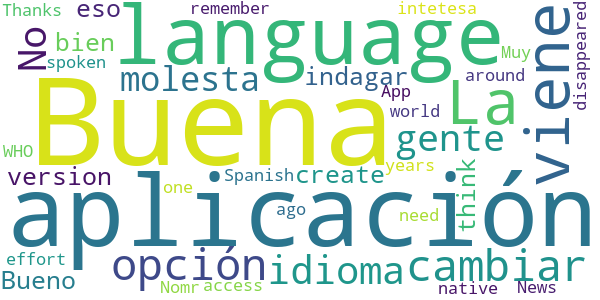 Thanks eso remember intetesa
No bien language viene disappeared
spoken molesta indagar around Muy
Buena App La
WHO world gente
version Spanish create years think
aplicación one ago need
opción idioma cambiar
effort Bueno Nomr access native News